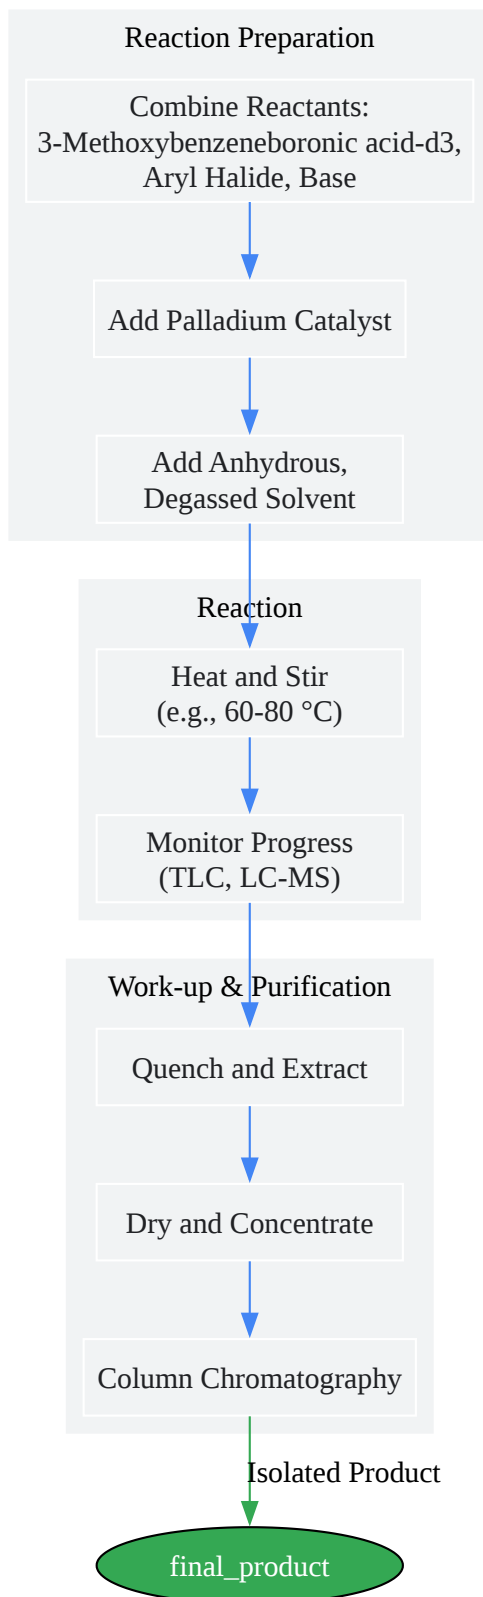 Reaction Preparation
Combine Reactants:
3-Methoxybenzeneboronic acid-d3,
Aryl Halide, Base
Add Palladium Catalyst
Add Anhydrous,
Degassed Solvent
Reaction
Heat and Stir
(e.g., 60-80 °C)
Monitor Progress
(TLC, LC-MS)
Work-up & Purification
Quench and Extract
Dry and Concentrate
Column Chromatography
Isolated Product
final_product